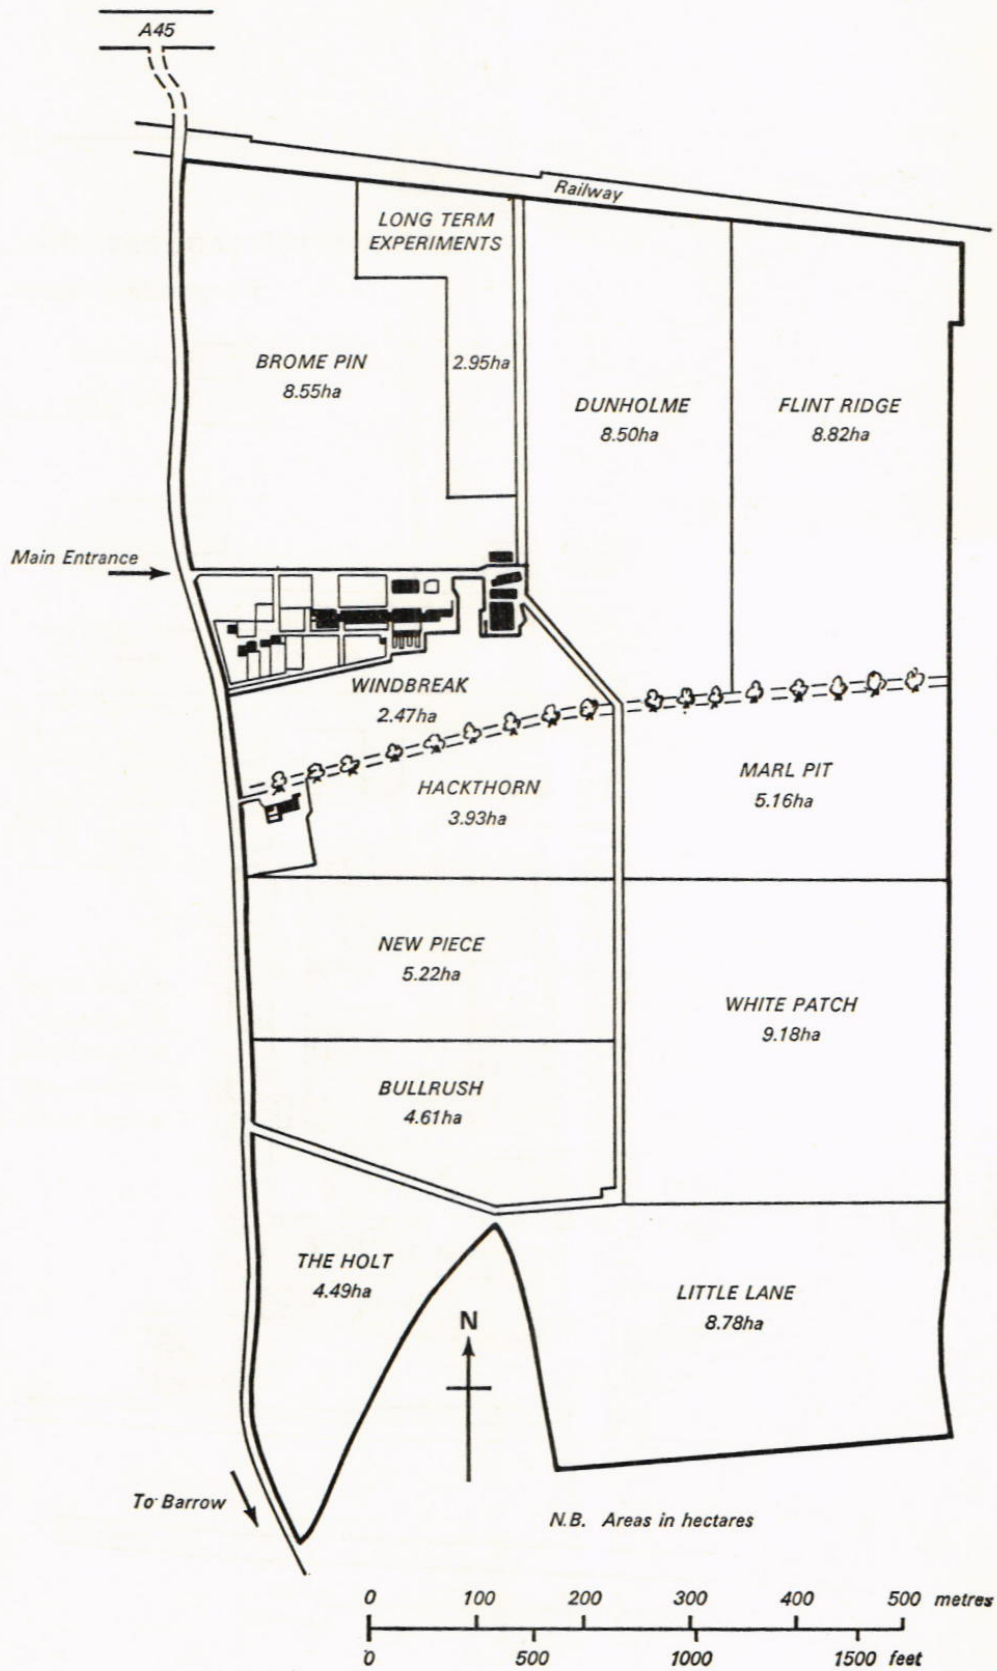 A45
Railway
LONG TERM
EXPERIMENTS
BROME PIN
8.55ha
2.95ha
DUNHOLME
8.50ha
FLINT RIDGE
8.82ha
Main Entrance
WINDBREAK
2.47ha
HACKTHORN
3.93ha
MARL PIT
5.16ha
NEW PIECE
5.22ha
WHITE PATCH
9.18ha
BULLRUSH
4.61ha
THE HOLT
4.49ha
LITTLE LANE
8.78ha
N
To Barrow
N.B. Areas in hectares
0 100 200 300 400 500 metres
0 500 1000 1500 feet